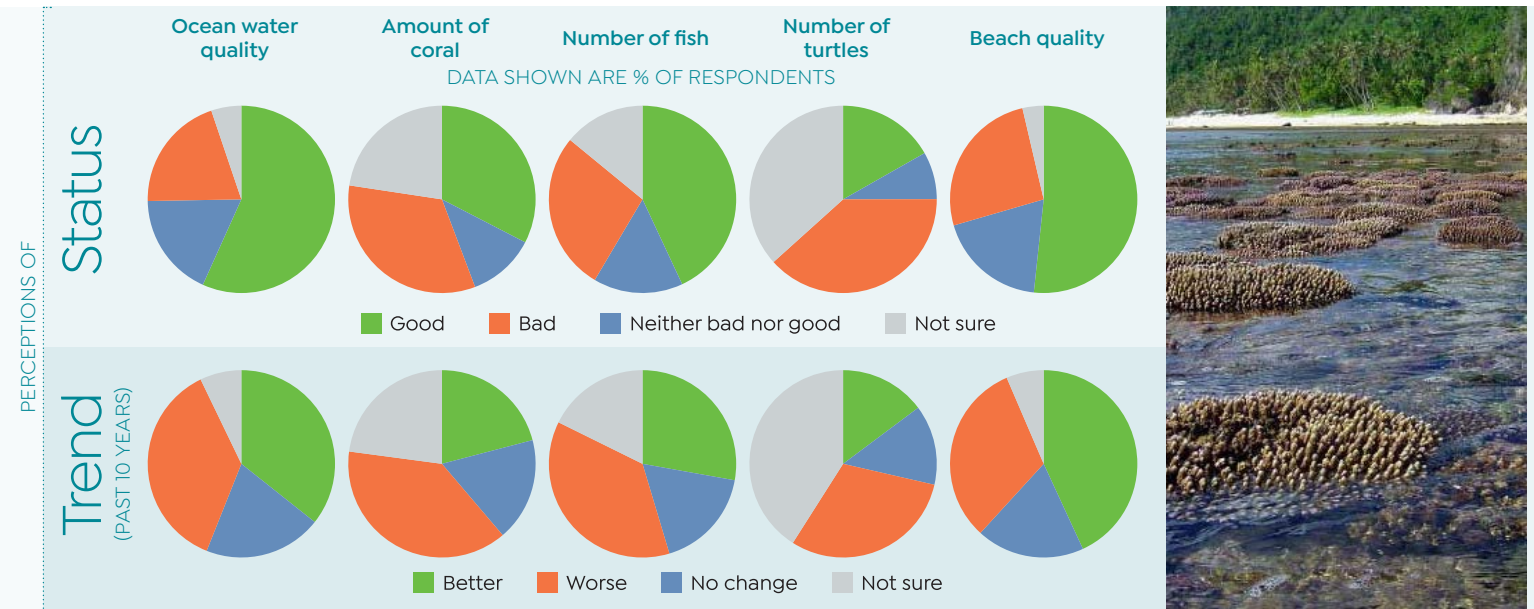 Ocean water
quality
Amount of
coral
Number of fish
Number of
turtles
Beach quality
DATA SHOWN ARE % OF RESPONDENTS
PERCEPTIONS OF
Status
Good
Bad
Neither bad nor good
Not sure
Trend
(PAST 10 YEARS)
Better
Worse
No change
Not sure